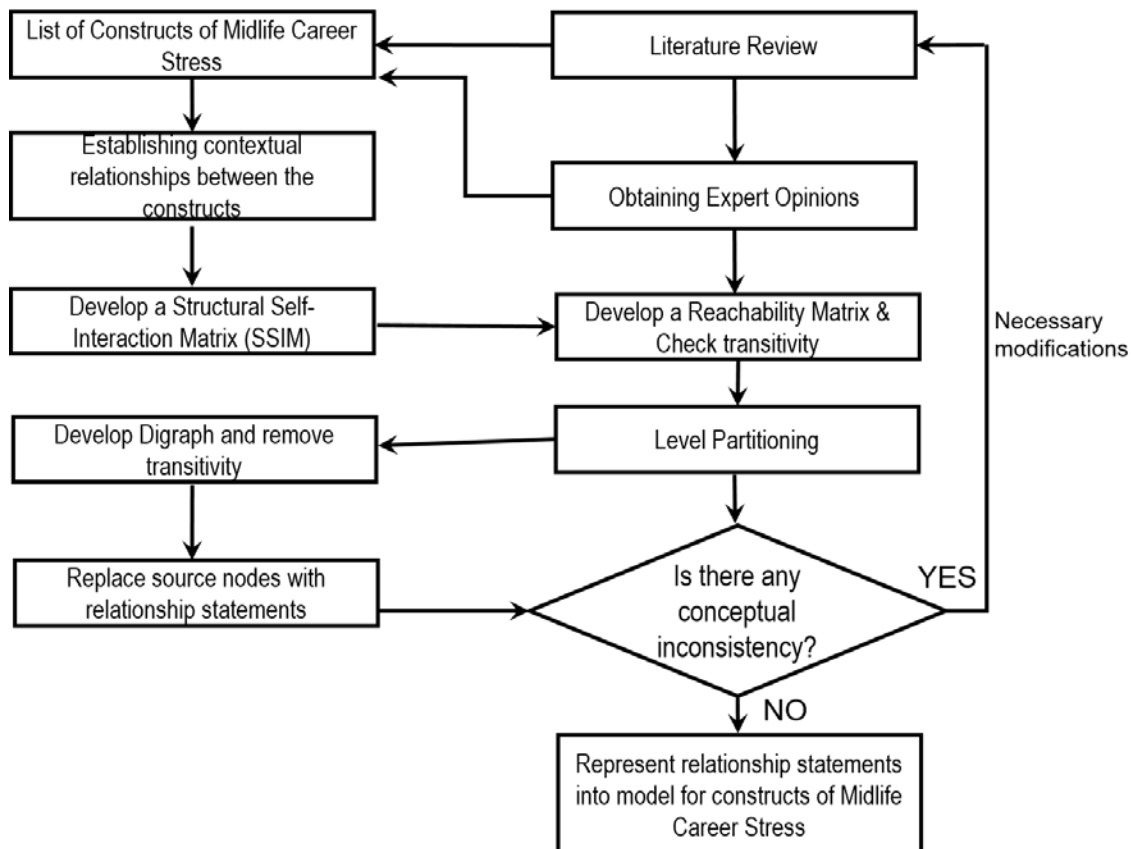 List of Constructs of Midlife Career
Stress
Literature Review
Establishing contextual
relationships between the
constructs
Obtaining Expert Opinions
Develop a Structural Self-
Interaction Matrix (SSIM)
Develop a Reachability Matrix &
Check transitivity
Necessary
modifications
Develop Digraph and remove
transitivity
Level Partitioning
Replace source nodes with
relationship statements
Is there any
conceptual
inconsistency?
YES
NO
Represent relationship statements
into model for constructs of Midlife
Career Stress